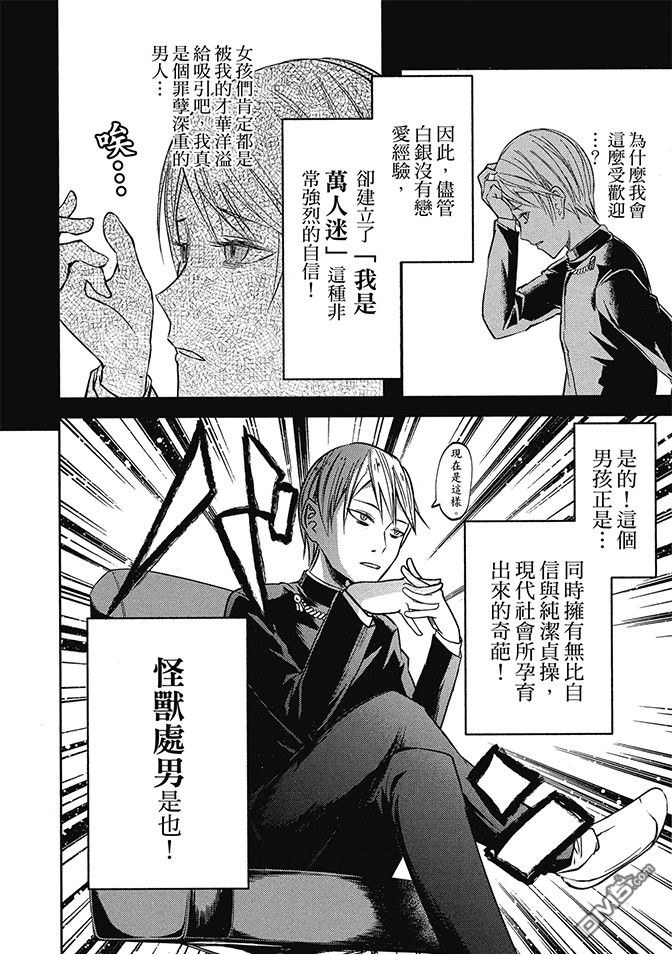 為什麼我會
這麼受歡迎
…?
因此，儘管
白銀沒有戀
愛經驗，
卻建立了「我是
萬人迷」這種非
常強烈的自信！
女孩們肯定都是
被我的才華洋溢
給吸引吧，我真
是個罪孽深重的
男人…
唉…
是的！這個
男孩正是…
現在是這樣。
同時擁有無比自
信與純潔貞操，
現代社會所孕育
出來的奇葩！
怪獸處男是也！
DM5.com